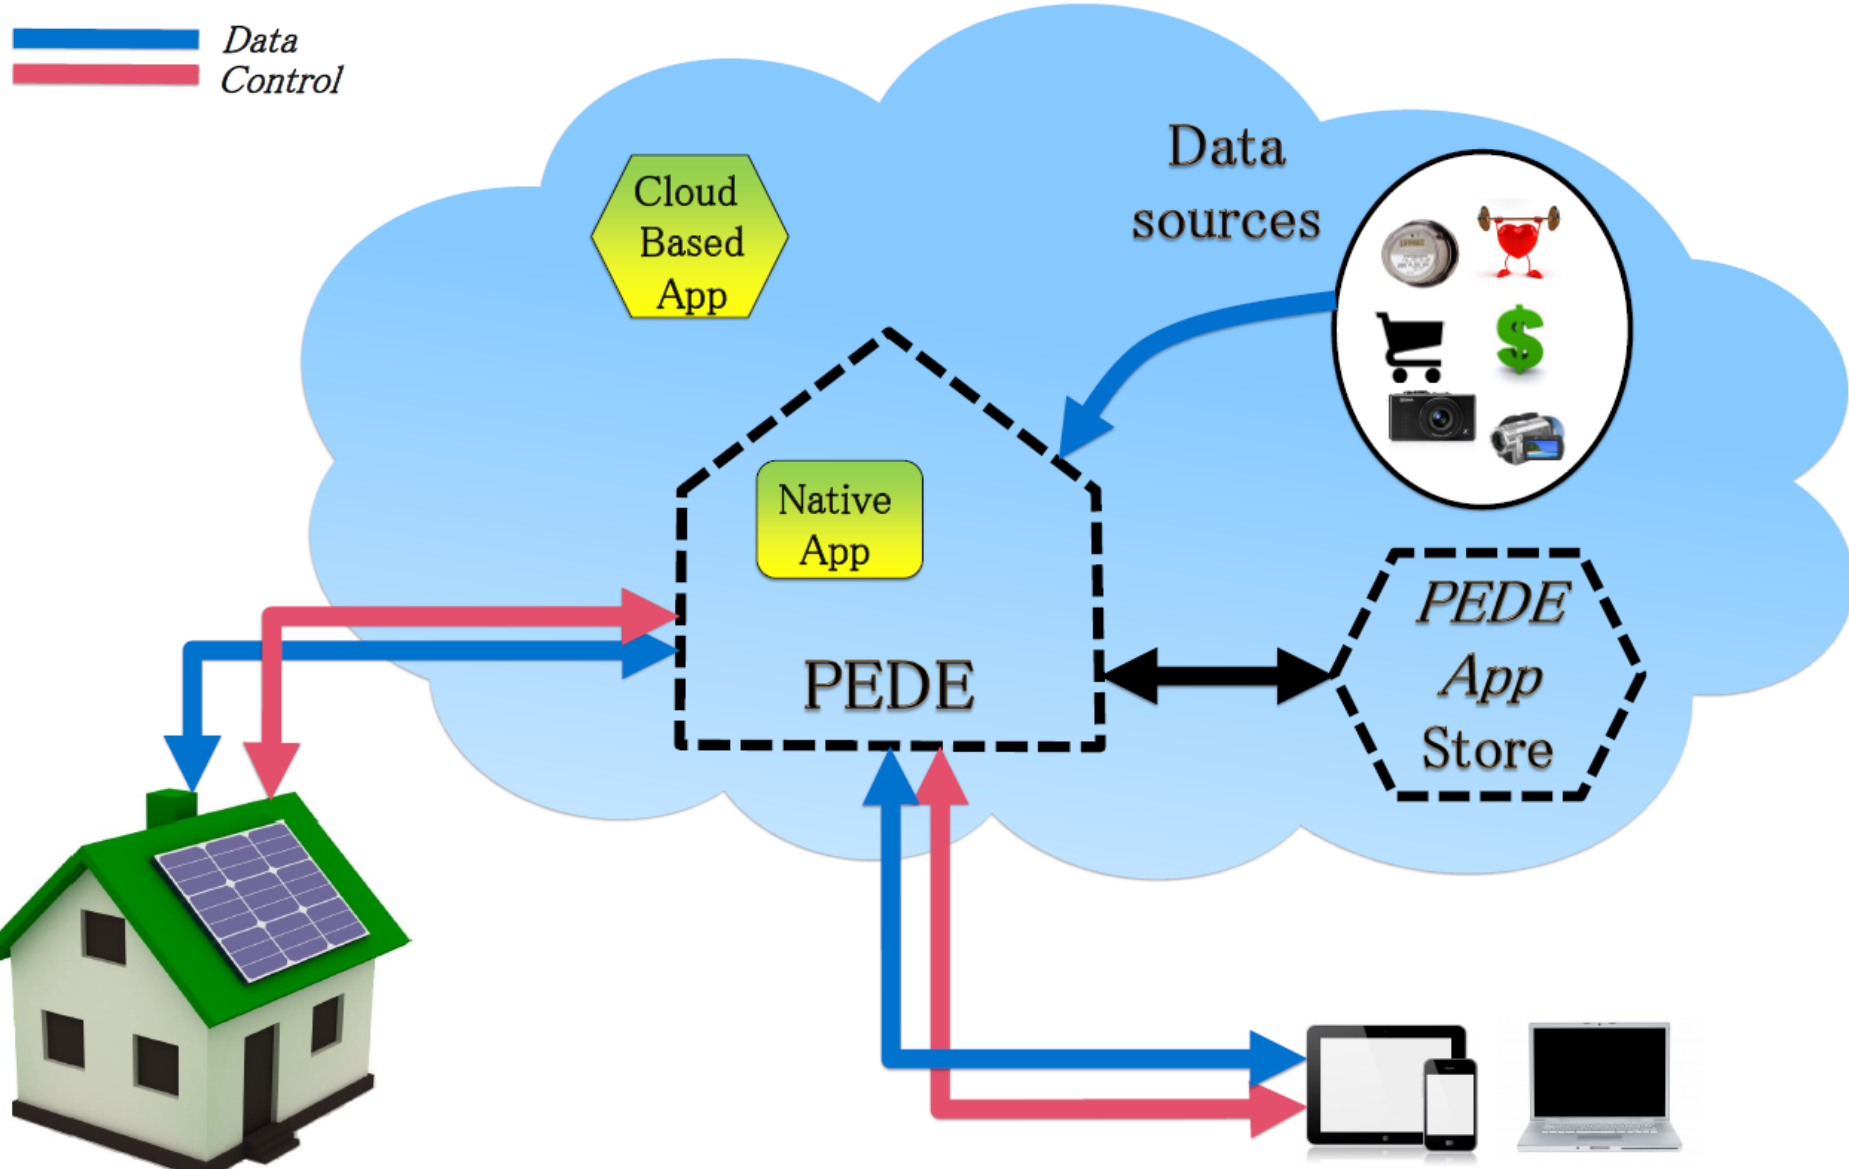 Data
Control
Cloud
Based
App
Data
sources
Native
App
PEDE
PEDE
App
Store